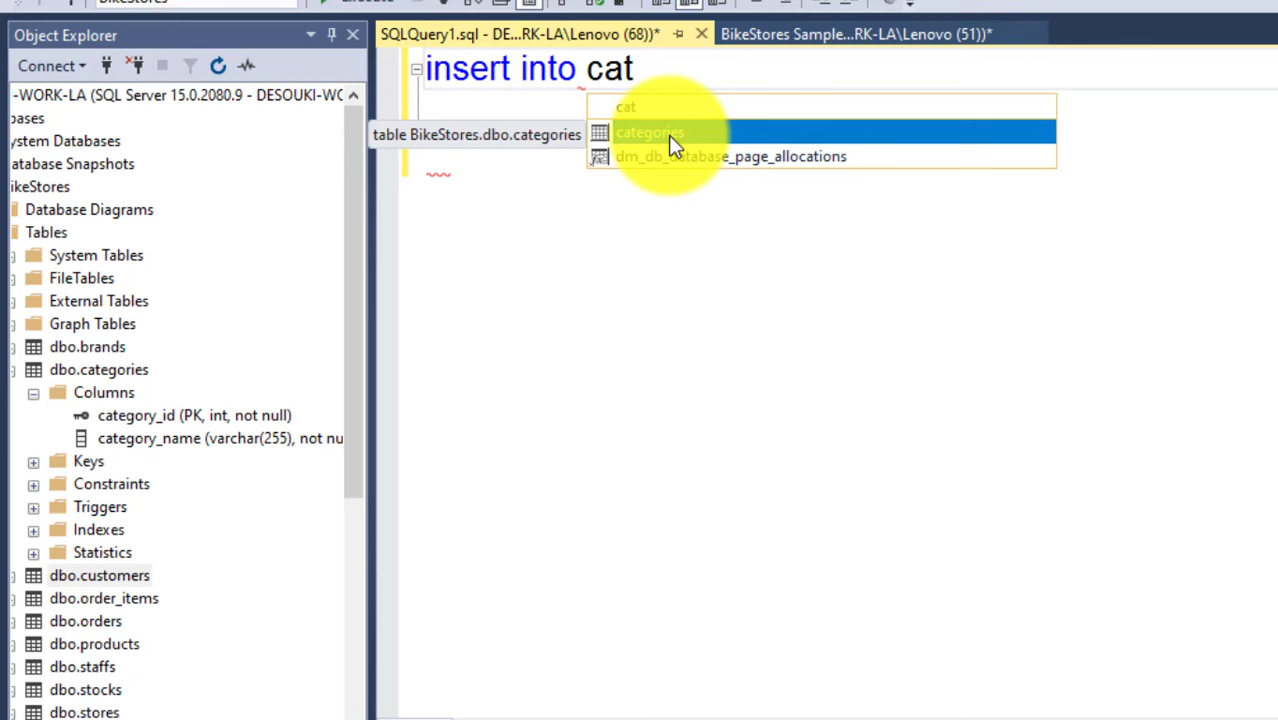 BikeStores
Execute
Object Explorer
Connect
-WORK-LA (SQL Server 15.0.2080.9 - DESOUKI-WO
bases
ystem Databases
atabase Snapshots
ikeStores
Database Diagrams
Tables
System Tables
FileTables
External Tables
Graph Tables
dbo.brands
dbo.categories
Columns
category_id (PK, int, not null)
category_name (varchar(255), not nu
Keys
Constraints
Triggers
Indexes
Statistics
dbo.customers
dbo.order_items
dbo.orders
dbo.products
dbo.staffs
dbo.stocks
dbo.stores
SQLQuery1.sql - DE...RK-LA\Lenovo (68))*
BikeStores Sample...RK-LA\Lenovo (51))*
insert into cat
cat
table BikeStores.dbo.categories
categories
dm_db_database_page_allocations